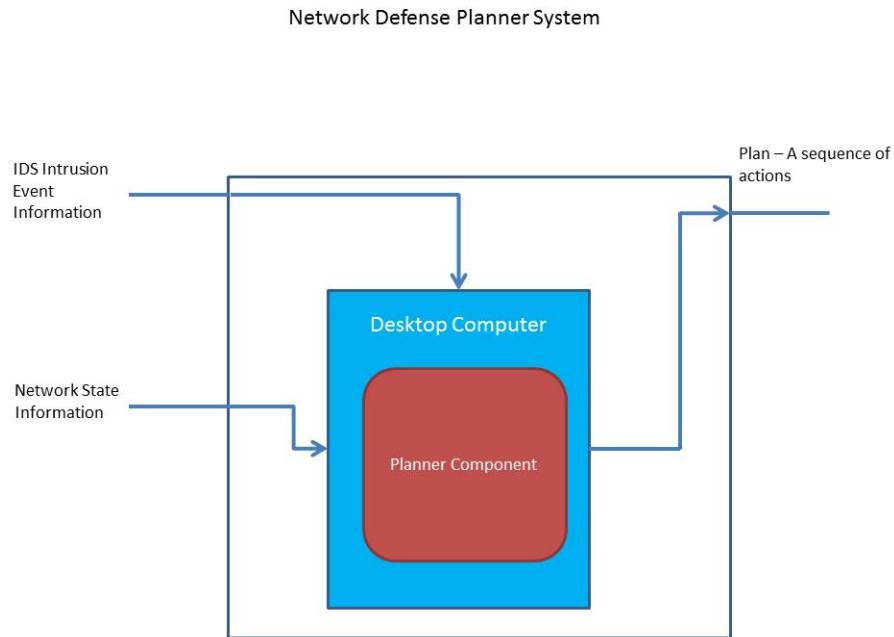 Network Defense Planner System
IDS Intrusion
Event
Information
Plan – A sequence of
actions
Desktop Computer
Network State
Information
Planner Component